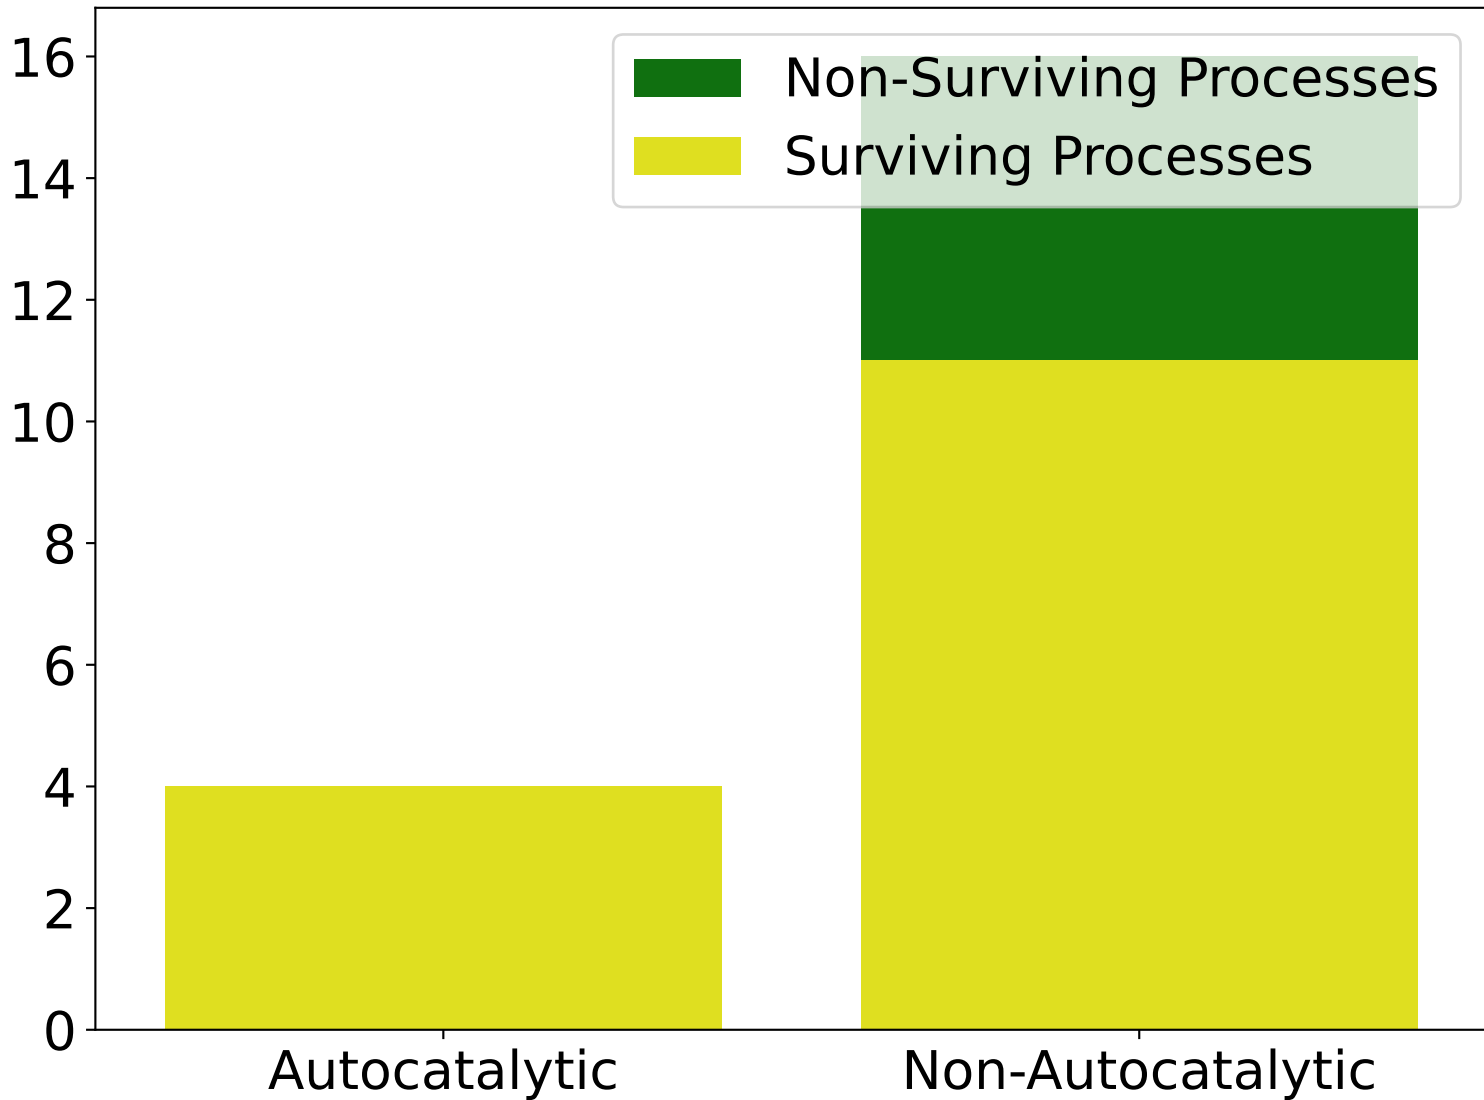 16
14
12
10
8
6
4
2
0
Non-Surviving Processes
Surviving Processes
Autocatalytic
Non-Autocatalytic